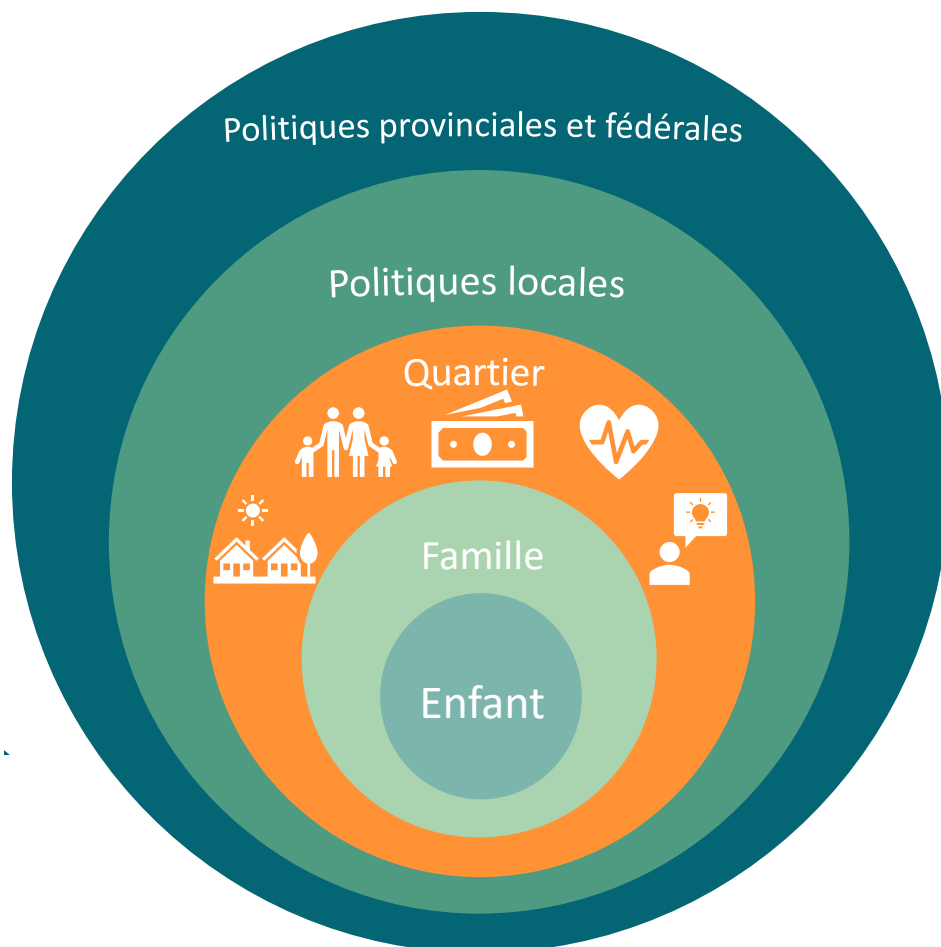 Politiques provinciales et fédérales
Politiques locales
Quartier
Famille
Enfant